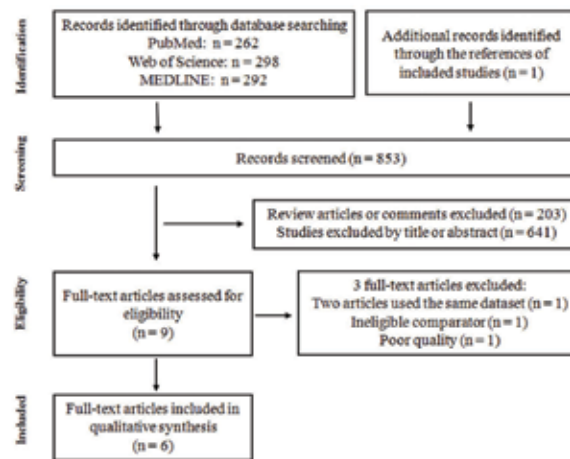 Identification
Records identified through database searching
PubMed: n = 262
Web of Science: n = 298
MEDLINE: n = 292
Additional records identified
through the references of
included studies (n = 1)
Screening
Records screened (n = 853)
Review articles or comments excluded (n = 203)
Studies excluded by title or abstract (n = 641)
Eligibility
Full-text articles assessed for
eligibility
(n = 9)
3 full-text articles excluded:
Two articles used the same dataset (n = 1)
Ineligible comparator (n = 1)
Poor quality (n = 1)
Included
Full-text articles included in
qualitative synthesis
(n = 6)